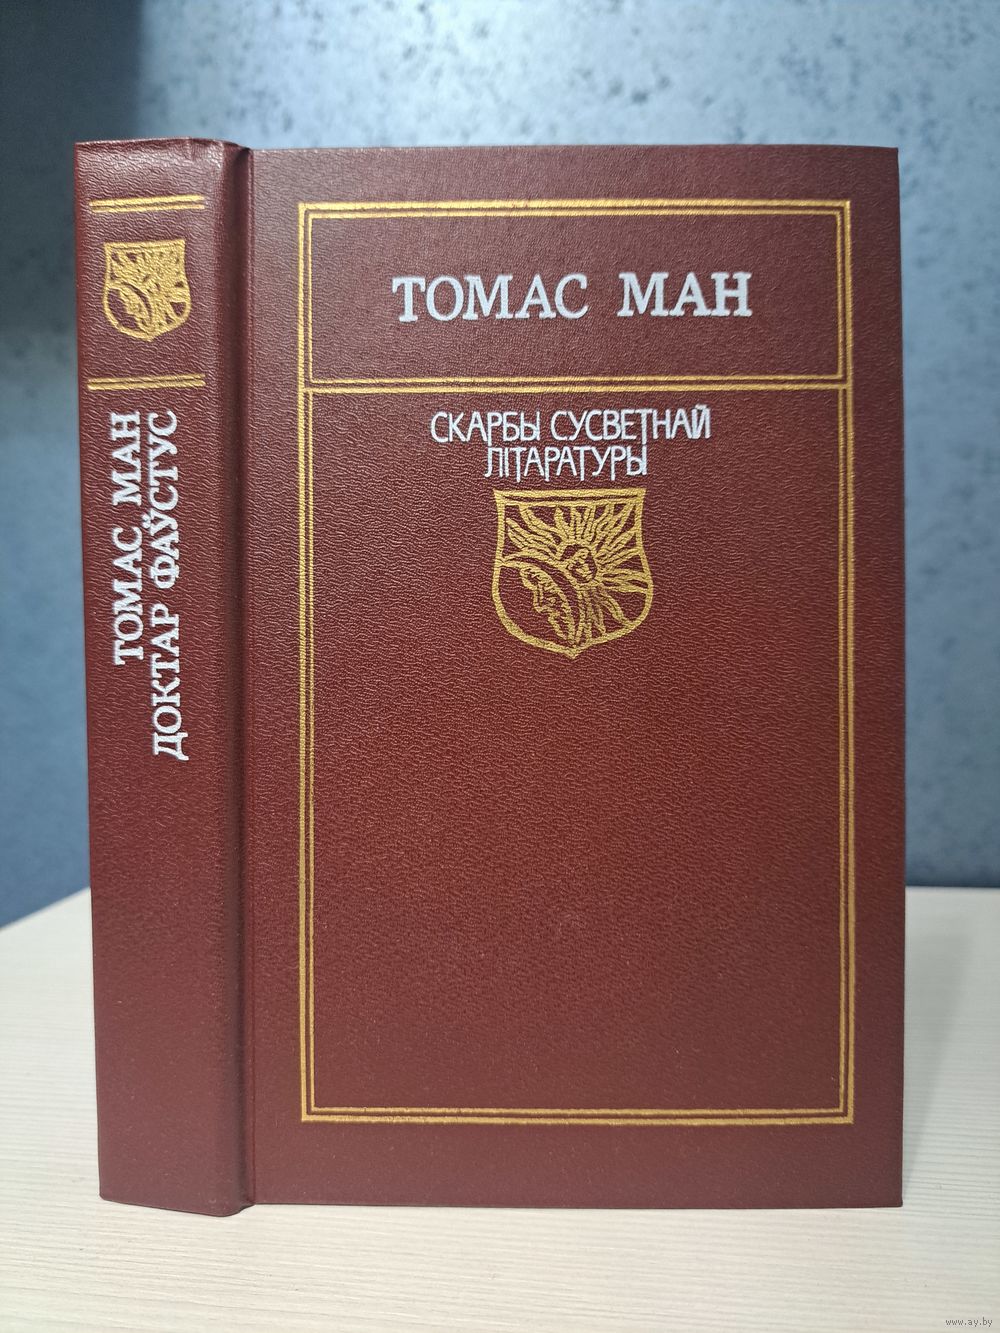 ТОМАС МАН
ДОКТАР ФАЎСТУС
ТОМАС МАН
СКАРБЫ СУСВЕТНАЙ
ЛІТАРАТУРЫ
www.ay.by